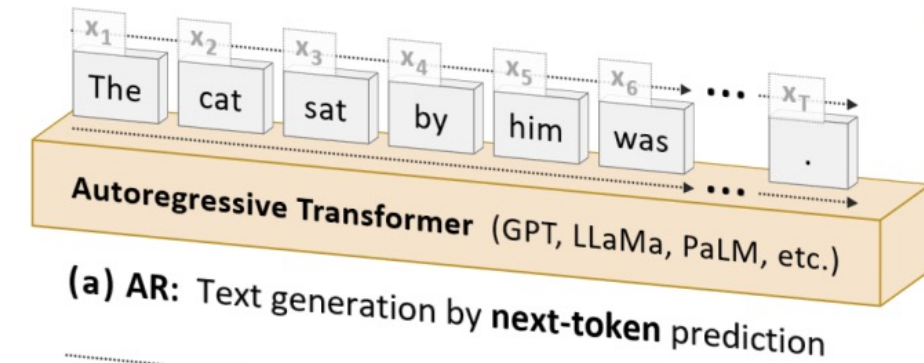 x1 x2 x3 x4 x5 x6 ... xT
The cat sat by him was ... .
Autoregressive Transformer (GPT, LLaMa, PaLM, etc.)
(a) AR: Text generation by next-token prediction